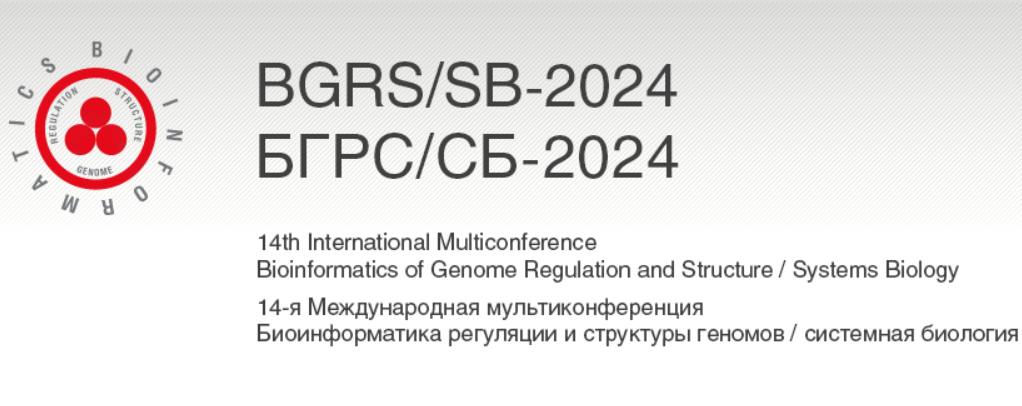 BIOINFORMATICS
REGULATION
STRUCTURE
GENOME
BGRS/SB-2024
БГРС/СБ-2024
14th International Multiconference
Bioinformatics of Genome Regulation and Structure / Systems Biology
14-я Международная мультиконференция
Биоинформатика регуляции и структуры геномов / системная биология